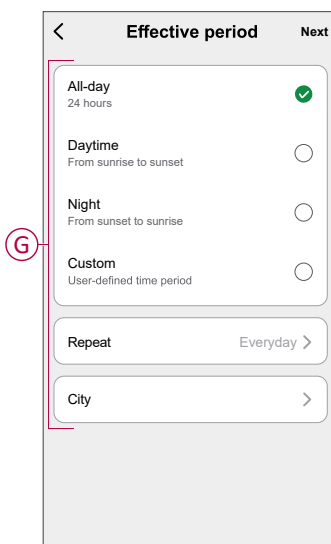 Effective period Next
All-day
24 hours
Daytime
From sunrise to sunset
Night
From sunset to sunrise
G
Custom
User-defined time period
Repeat Everyday
City